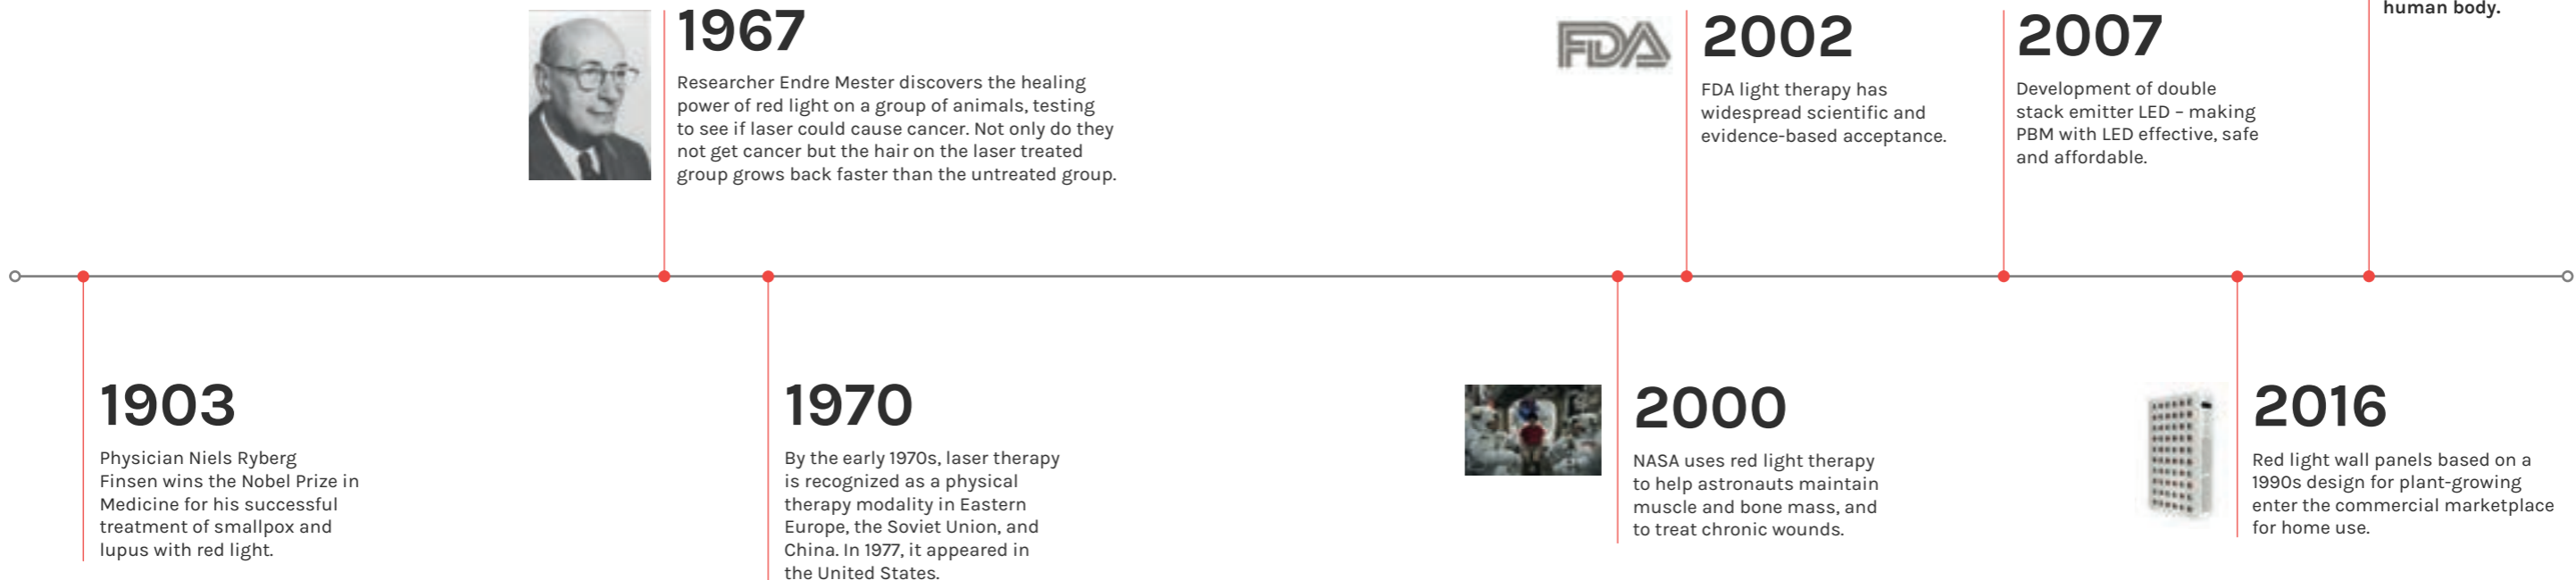 human body.
1967
Researcher Endre Mester discovers the healing
power of red light on a group of animals, testing
to see if laser could cause cancer. Not only do they
not get cancer but the hair on the laser treated
group grows back faster than the untreated group.
FDA
2002
FDA light therapy has
widespread scientific and
evidence-based acceptance.
2007
Development of double
stack emitter LED – making
PBM with LED effective, safe
and affordable.
1903
Physician Niels Ryberg
Finsen wins the Nobel Prize in
Medicine for his successful
treatment of smallpox and
lupus with red light.
1970
By the early 1970s, laser therapy
is recognized as a physical
therapy modality in Eastern
Europe, the Soviet Union, and
China. In 1977, it appeared in
the United States.
2000
NASA uses red light therapy
to help astronauts maintain
muscle and bone mass, and
to treat chronic wounds.
2016
Red light wall panels based on a
1990s design for plant-growing
enter the commercial marketplace
for home use.